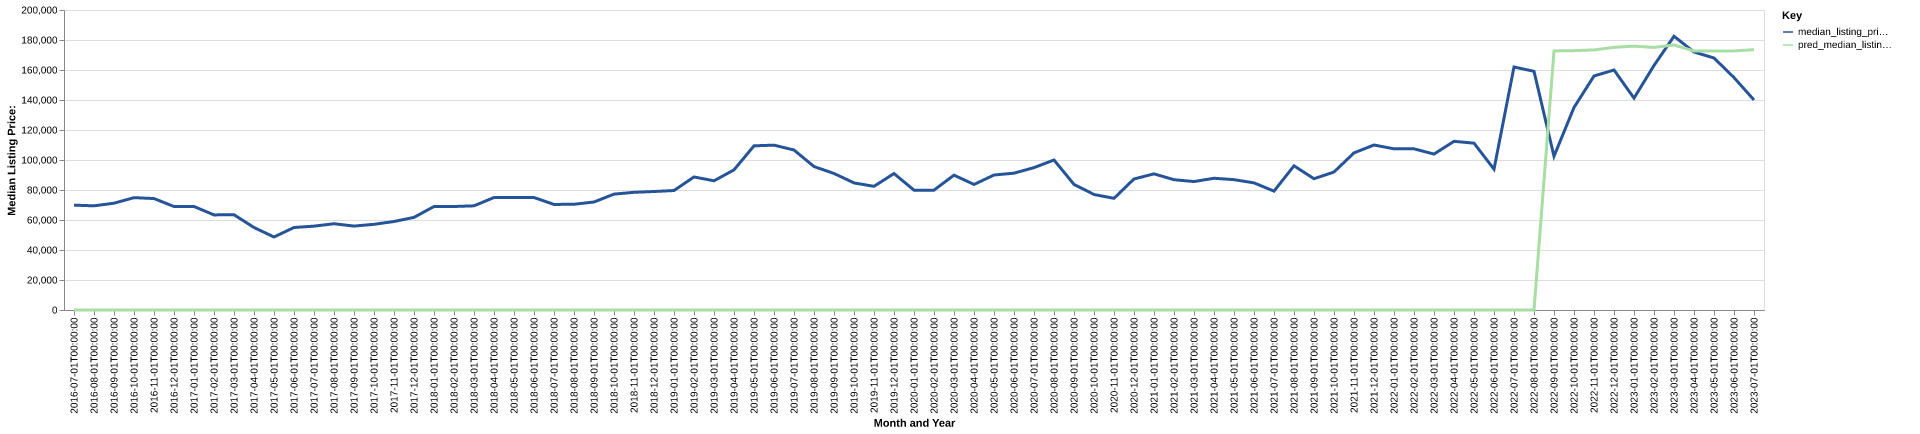 200,000
180,000
160,000
140,000
120,000
100,000
80,000
60,000
40,000
20,000
0
Median Listing Price:
2016-07-01T00:00:00
2016-08-01T00:00:00
2016-09-01T00:00:00
2016-10-01T00:00:00
2016-11-01T00:00:00
2016-12-01T00:00:00
2017-01-01T00:00:00
2017-02-01T00:00:00
2017-03-01T00:00:00
2017-04-01T00:00:00
2017-05-01T00:00:00
2017-06-01T00:00:00
2017-07-01T00:00:00
2017-08-01T00:00:00
2017-09-01T00:00:00
2017-10-01T00:00:00
2017-11-01T00:00:00
2017-12-01T00:00:00
2018-01-01T00:00:00
2018-02-01T00:00:00
2018-03-01T00:00:00
2018-04-01T00:00:00
2018-05-01T00:00:00
2018-06-01T00:00:00
2018-07-01T00:00:00
2018-08-01T00:00:00
2018-09-01T00:00:00
2018-10-01T00:00:00
2018-11-01T00:00:00
2018-12-01T00:00:00
2019-01-01T00:00:00
2019-02-01T00:00:00
2019-03-01T00:00:00
2019-04-01T00:00:00
2019-05-01T00:00:00
2019-06-01T00:00:00
2019-07-01T00:00:00
2019-08-01T00:00:00
2019-09-01T00:00:00
2019-10-01T00:00:00
2019-11-01T00:00:00
2019-12-01T00:00:00
2020-01-01T00:00:00
2020-02-01T00:00:00
2020-03-01T00:00:00
2020-04-01T00:00:00
2020-05-01T00:00:00
2020-06-01T00:00:00
2020-07-01T00:00:00
2020-08-01T00:00:00
2020-09-01T00:00:00
2020-10-01T00:00:00
2020-11-01T00:00:00
2020-12-01T00:00:00
2021-01-01T00:00:00
2021-02-01T00:00:00
2021-03-01T00:00:00
2021-04-01T00:00:00
2021-05-01T00:00:00
2021-06-01T00:00:00
2021-07-01T00:00:00
2021-08-01T00:00:00
2021-09-01T00:00:00
2021-10-01T00:00:00
2021-11-01T00:00:00
2021-12-01T00:00:00
2022-01-01T00:00:00
2022-02-01T00:00:00
2022-03-01T00:00:00
2022-04-01T00:00:00
2022-05-01T00:00:00
2022-06-01T00:00:00
2022-07-01T00:00:00
2022-08-01T00:00:00
2022-09-01T00:00:00
2022-10-01T00:00:00
2022-11-01T00:00:00
2022-12-01T00:00:00
2023-01-01T00:00:00
2023-02-01T00:00:00
2023-03-01T00:00:00
2023-04-01T00:00:00
2023-05-01T00:00:00
2023-06-01T00:00:00
2023-07-01T00:00:00
Month and Year
Key
median_listing_pri…
pred_median_listin…